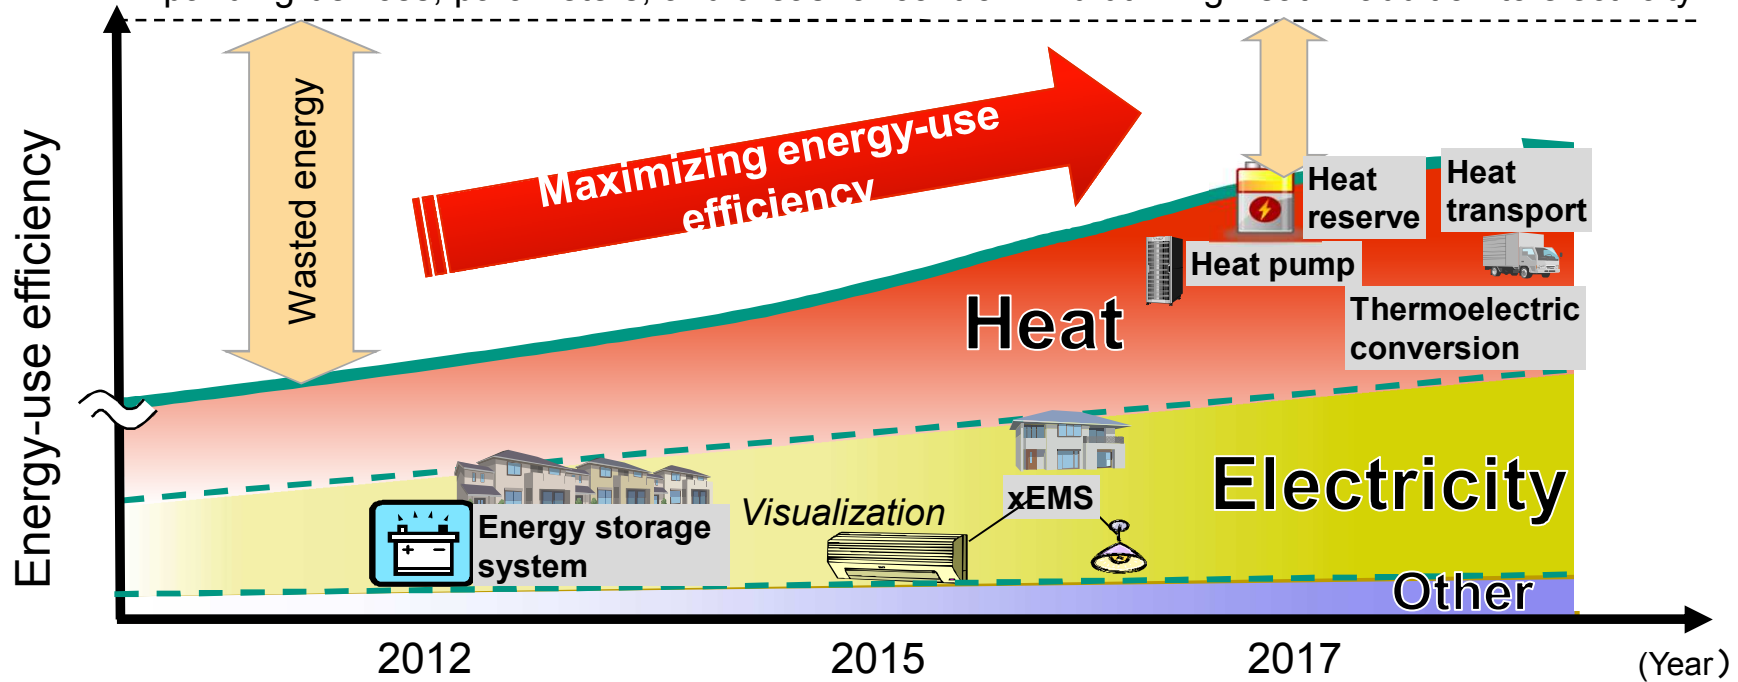 Wasted energy
Maximizing energy-use
efficiency
Heat
reserve
Heat
transport
Heat pump
Thermoelectric
conversion
Heat
Electricity
xEMS
Visualization
Energy storage
system
Other
Energy-use efficiency
2012
2015
2017
(Year)